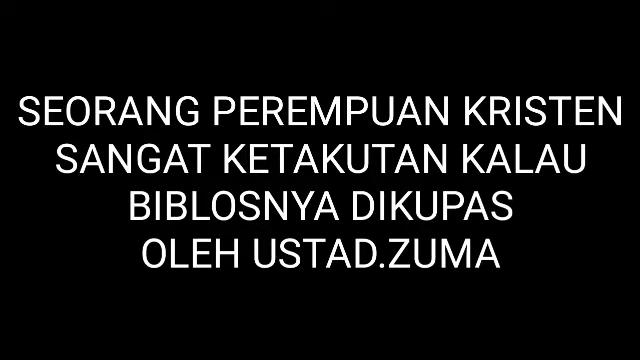 SEORANG PEREMPUAN KRISTEN
SANGAT KETAKUTAN KALAU
BIBLOSNYA DIKUPAS
OLEH USTAD.ZUMA